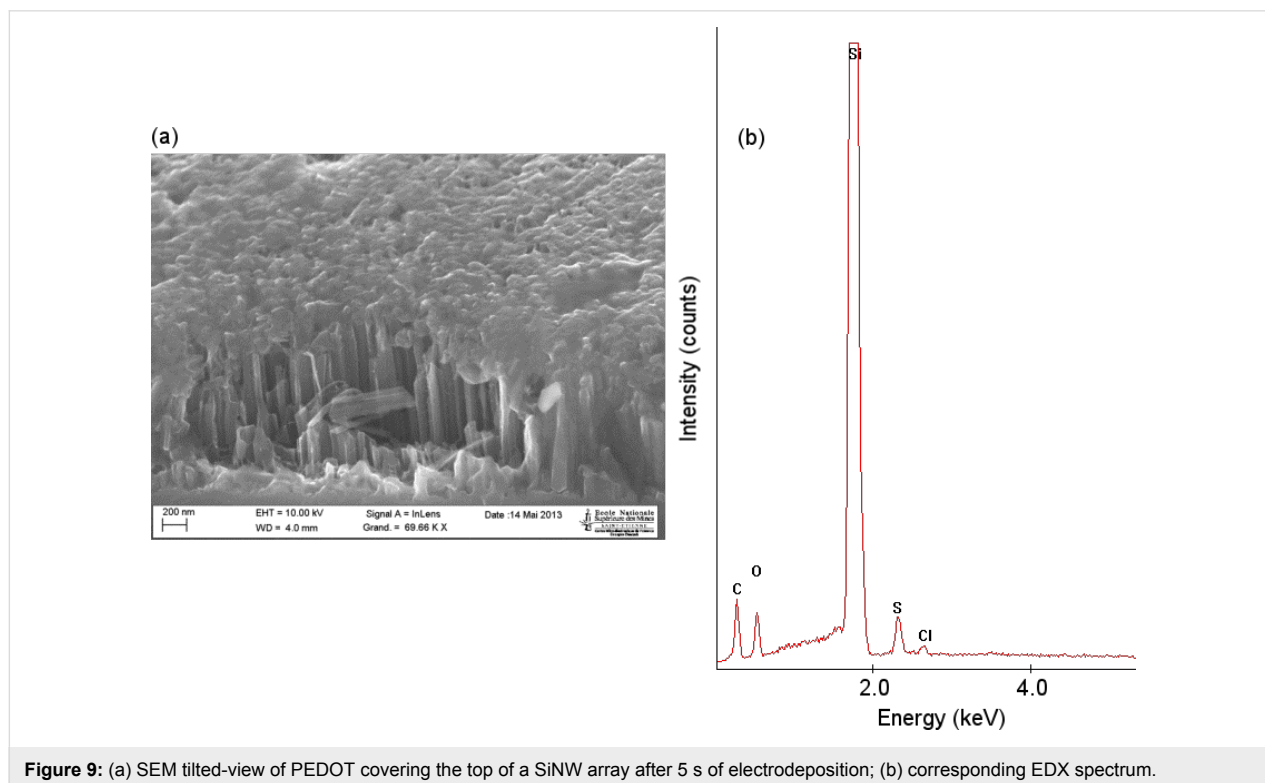 (a)
200 nm
EHT = 10.00 kV
WD = 4.0 mm
Signal A = InLens
Grand. = 69.66 K X
Date :14 Mai 2013
Ecole Nationale
Supérieure des Mines
SAINT-ETIENNE
(b)
Si
C
O
S
Cl
Intensity (counts)
2.0
4.0
Energy (keV)
Figure 9: (a) SEM tilted-view of PEDOT covering the top of a SiNW array after 5 s of electrodeposition; (b) corresponding EDX spectrum.